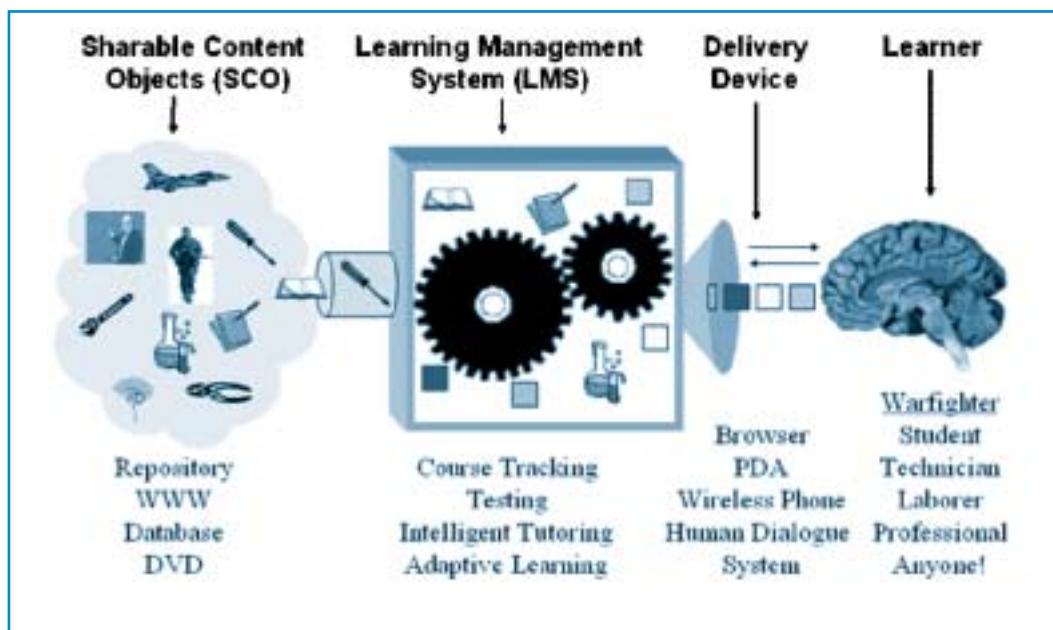 Sharable Content
Objects (SCO)
Learning Management
System (LMS)
Delivery
Device
Learner
Repository
WWW
Database
DVD
Course Tracking
Testing
Intelligent Tutoring
Adaptive Learning
Browser
PDA
Wireless Phone
Human Dialogue
System
Warfighter
Student
Technician
Laborer
Professional
Anyone!